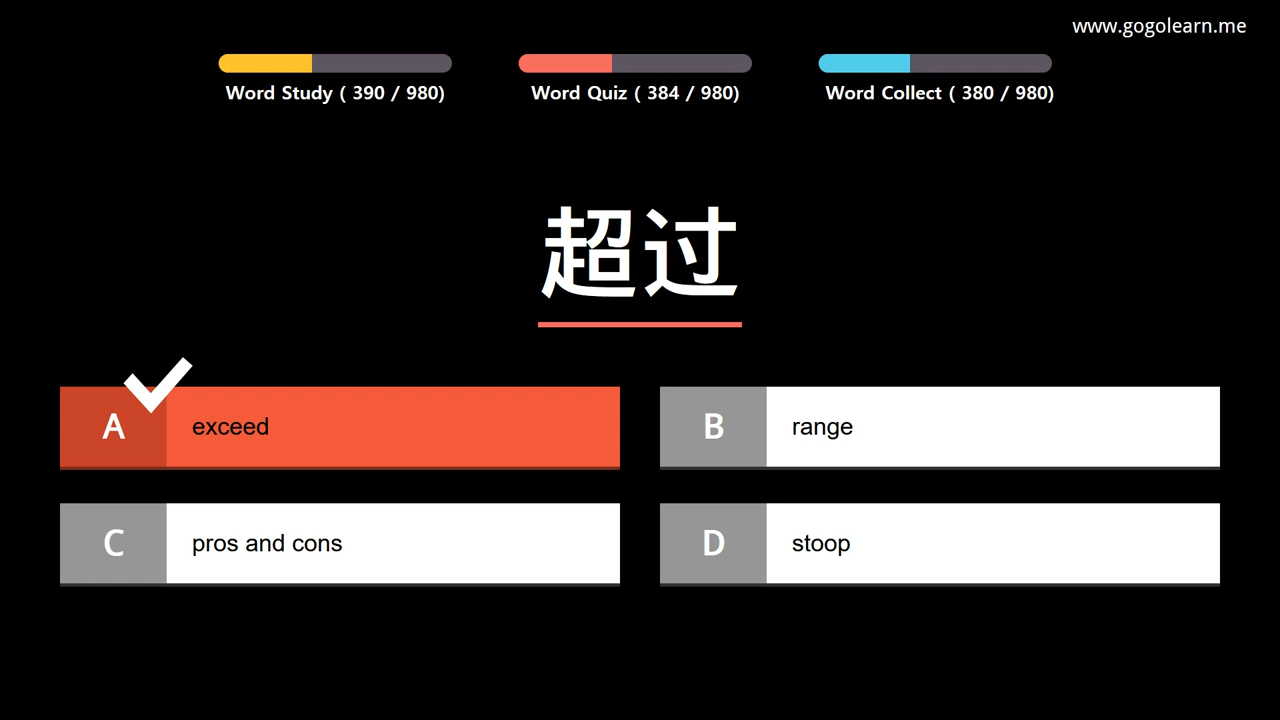 www.gogolearn.me
Word Study ( 390 / 980)
Word Quiz ( 384 / 980)
Word Collect ( 380 / 980)
超过
A
exceed
B
range
C
pros and cons
D
stoop